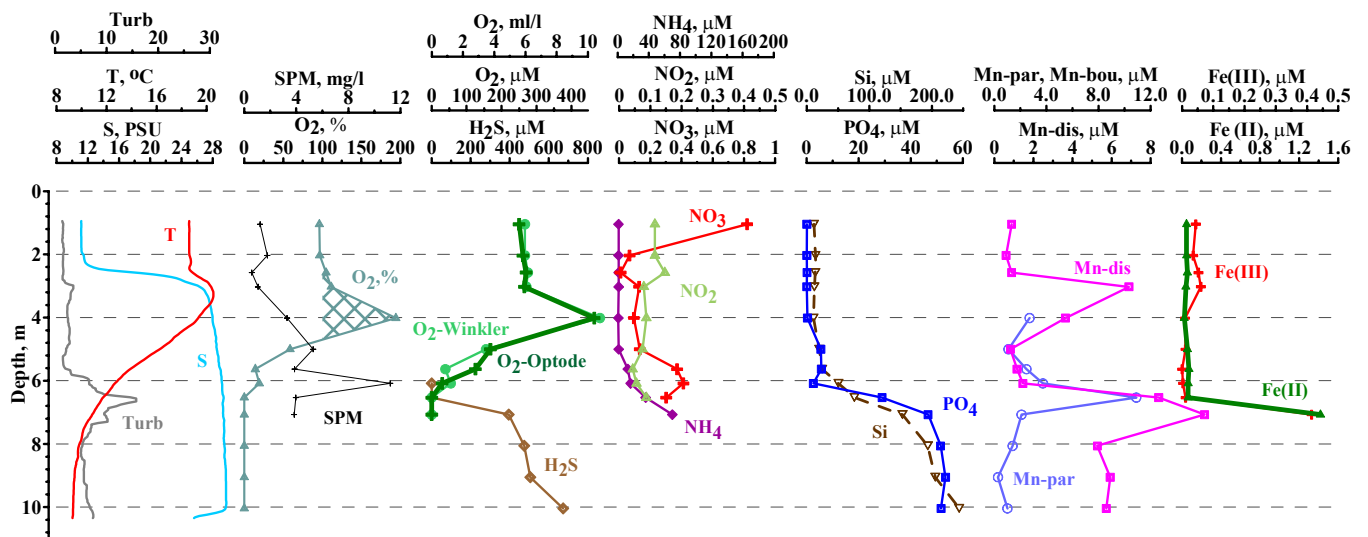 Turb
0 10 20 30
T, ºC
0 10 20
S, PSU
8 12 16 20 24 28
SPM, mg/l
0 4 8 12
O2, %
0 50 100 150 200
O2, ml/l
0 2 4 6 8 10
O2, μM
0 200 400
H2S, μM
0 200 400 600 800
NH4, μM
0 40 80 120 160 200
NO2, μM
0 0.1 0.2 0.3 0.4 0.5
NO3, μM
0 0.2 0.4 0.6 0.8 1
Si, μM
0 100.0 200.0
PO4, μM
0 20 40 60
Mn-par, Mn-bou, μM
0.0 4.0 8.0 12.0
Mn-dis, μM
0 2 4 6 8
Fe(III), μM
0 0.1 0.2 0.3 0.4 0.5
Fe (II), μM
0.0 0.4 0.8 1.2 1.6
Depth, m
0
2
4
6
8
10
T
S
Turb
O2,%
SPM
O2-Winkler
O2-Optode
H2S
NO3
NO2
NH4
PO4
Si
Mn-dis
Mn-par
Fe(III)
Fe(II)